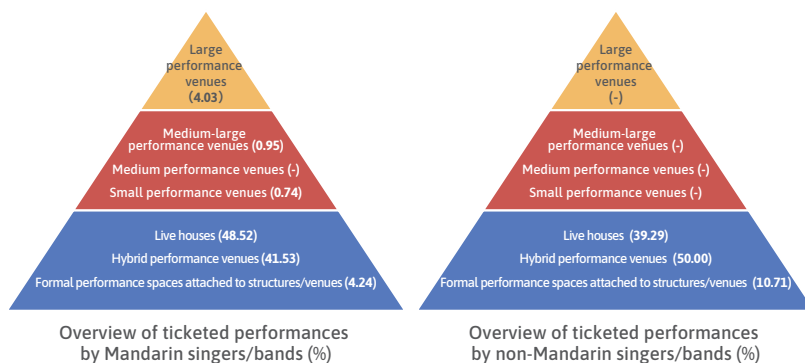 Large
performance
venues
(4.03)
Medium-large
performance venues (0.95)
Medium performance venues (-)
Small performance venues (0.74)
Live houses (48.52)
Hybrid performance venues (41.53)
Formal performance spaces attached to structures/venues (4.24)
Overview of ticketed performances
by Mandarin singers/bands (%)
Large
performance
venues
(-)
Medium-large
performance venues (-)
Medium performance venues (-)
Small performance venues (-)
Live houses (39.29)
Hybrid performance venues (50.00)
Formal performance spaces attached to structures/venues (10.71)
Overview of ticketed performances
by non-Mandarin singers/bands (%)